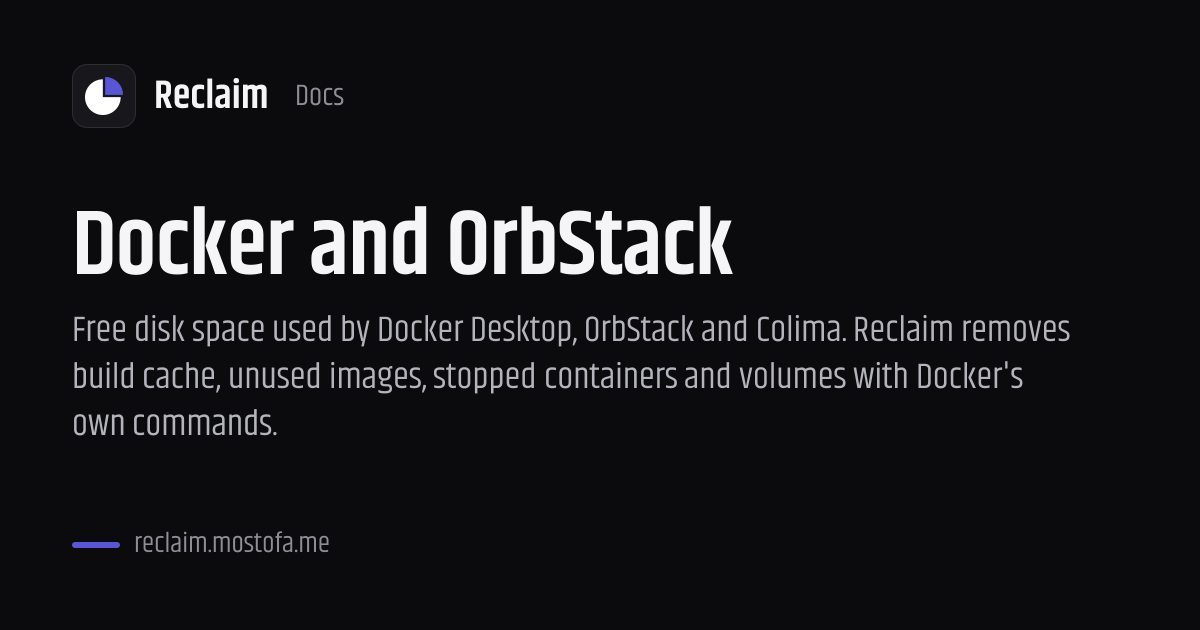 Reclaim Docs
Docker and OrbStack
Free disk space used by Docker Desktop, OrbStack and Colima. Reclaim removes
build cache, unused images, stopped containers and volumes with Docker's
own commands.
reclaim.mostofa.me